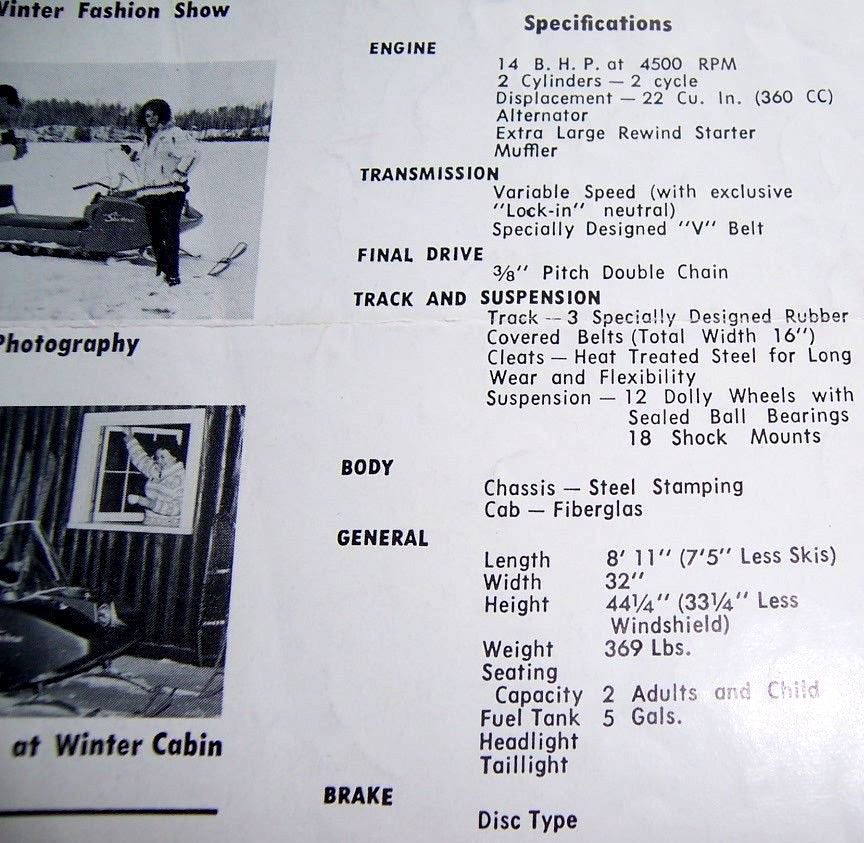 Winter Fashion Show
Photography
at Winter Cabin
Specifications
ENGINE
14 B. H. P. at 4500 RPM
2 Cylinders — 2 cycle
Displacement — 22 Cu. In. (360 CC)
Alternator
Extra Large Rewind Starter
Muffler
TRANSMISSION
Variable Speed (with exclusive
"Lock-in" neutral)
Specially Designed "V" Belt
FINAL DRIVE
3/8" Pitch Double Chain
TRACK AND SUSPENSION
Track — 3 Specially Designed Rubber
Covered Belts (Total Width 16")
Cleats — Heat Treated Steel for Long
Wear and Flexibility
Suspension — 12 Dolly Wheels with
Sealed Ball Bearings
18 Shock Mounts
BODY
Chassis — Steel Stamping
Cab — Fiberglas
GENERAL
Length 8' 11" (7'5" Less Skis)
Width 32"
Height 44¼" (33¼" Less
Windshield)
Weight 369 Lbs.
Seating
Capacity 2 Adults and Child
Fuel Tank 5 Gals.
Headlight
Taillight
BRAKE
Disc Type